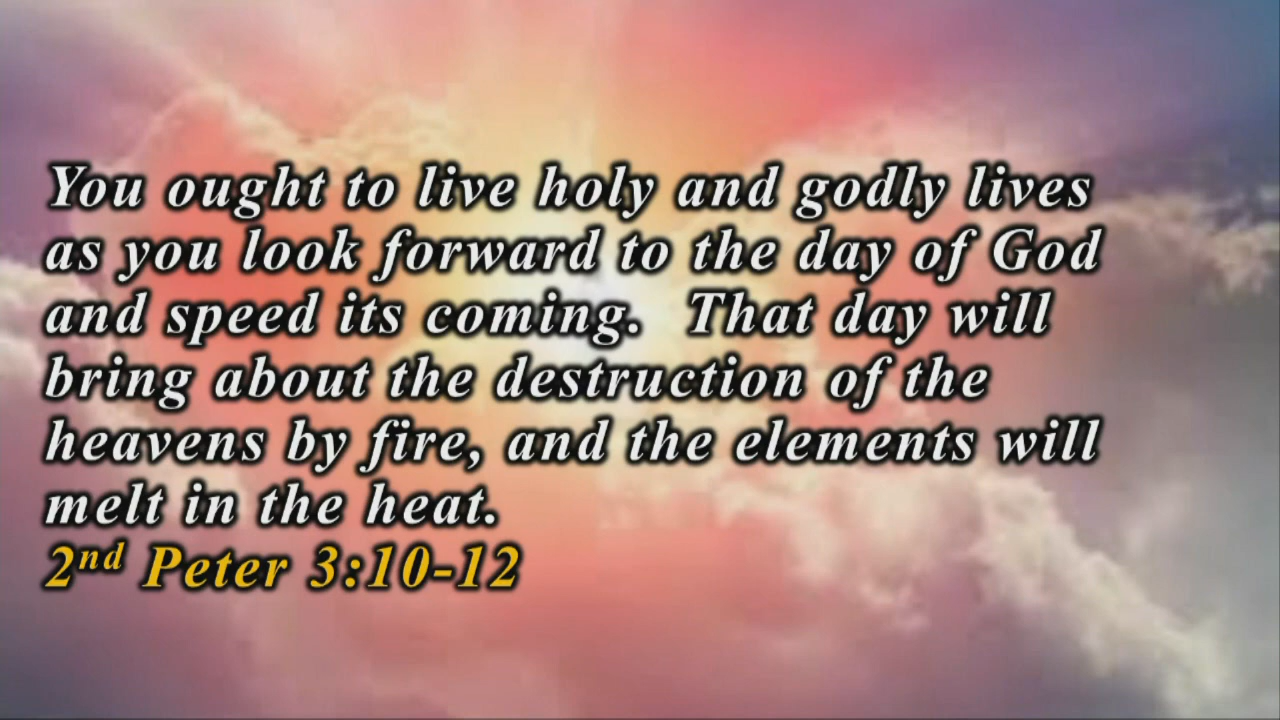 You ought to live holy and godly lives
as you look forward to the day of God
and speed its coming.  That day will
bring about the destruction of the
heavens by fire, and the elements will
melt in the heat.
2nd Peter 3:10-12